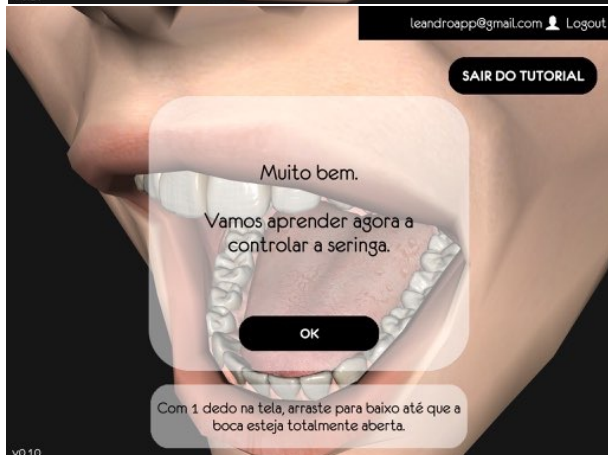 leandroapp@gmail.com Logout
SAIR DO TUTORIAL
Muito bem.
Vamos aprender agora a
controlar a seringa.
OK
Com 1 dedo na tela, arraste para baixo até que a
boca esteja totalmente aberta.
v0.10